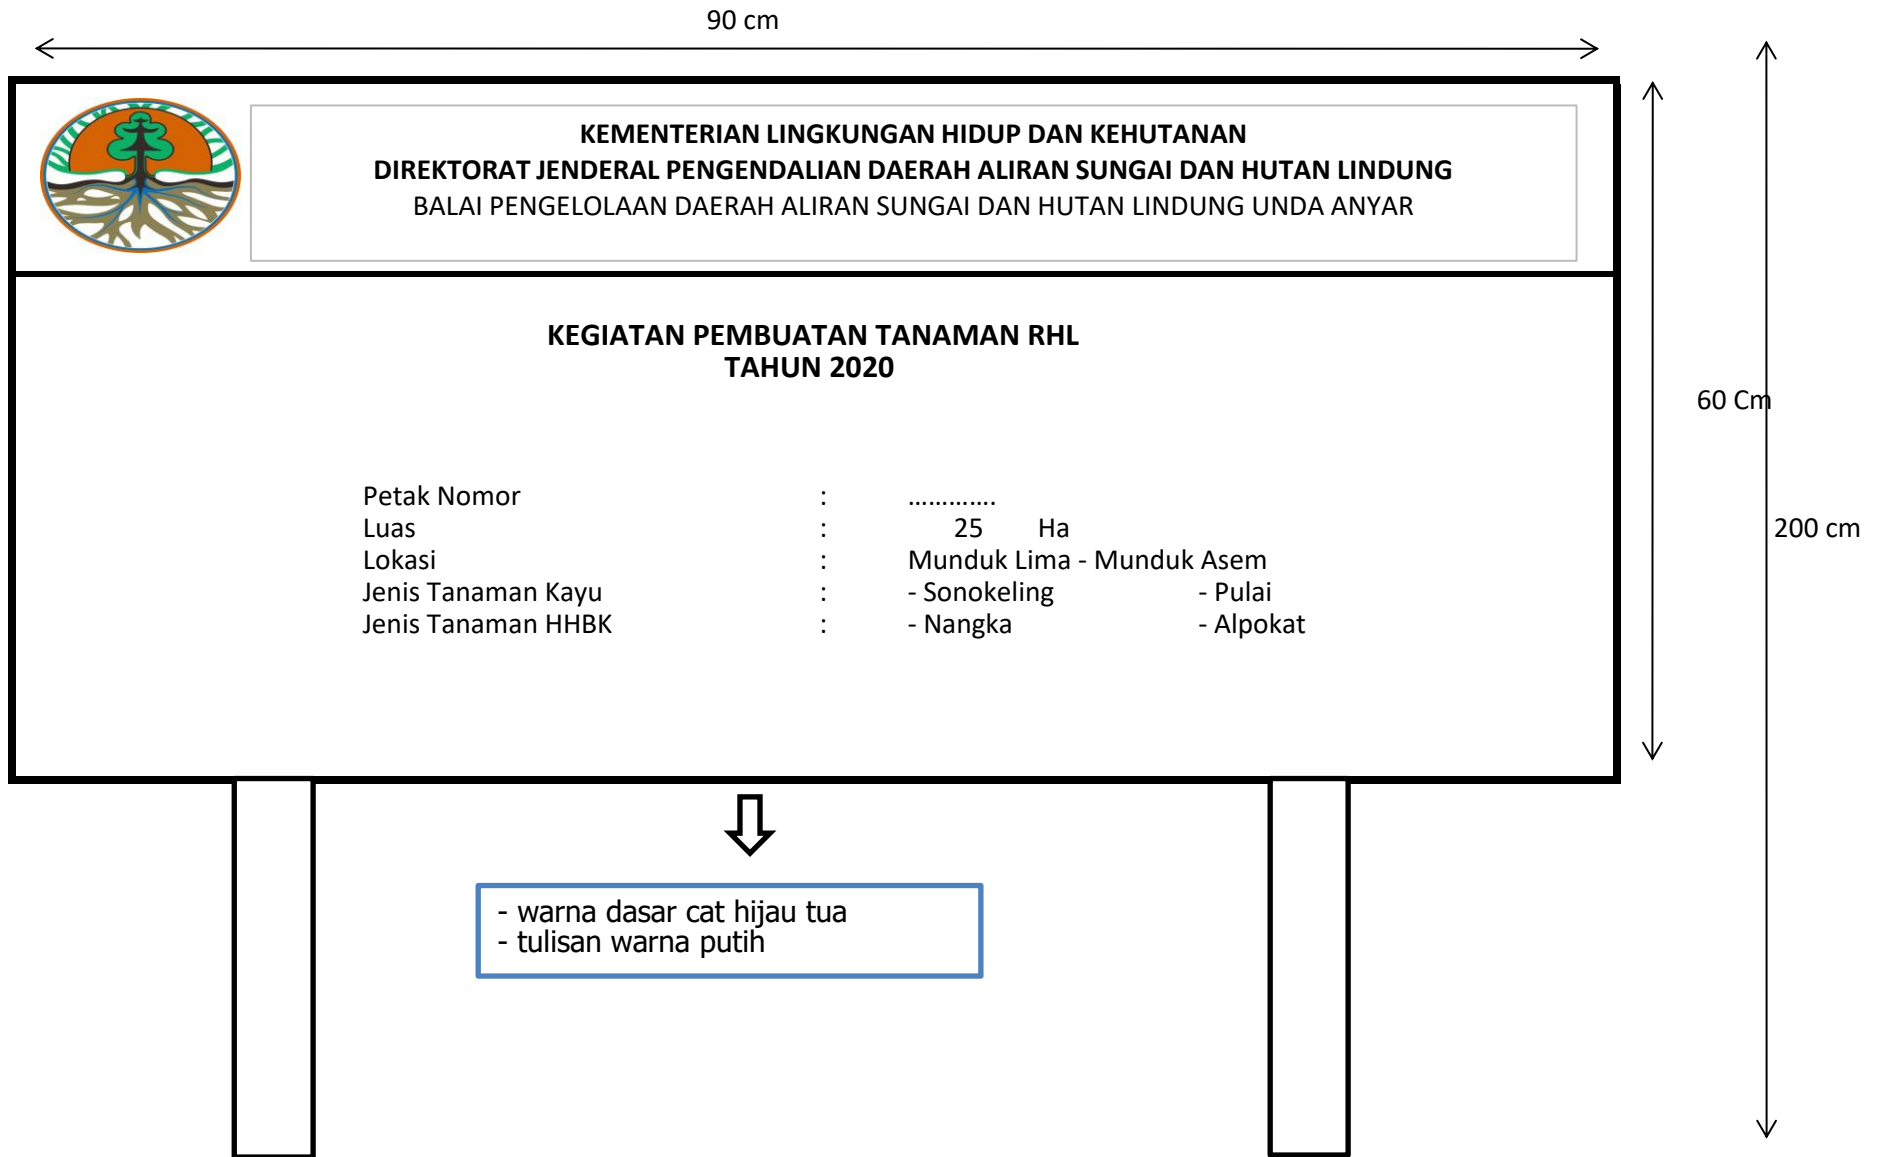 90 cm
KEMENTERIAN LINGKUNGAN HIDUP DAN KEHUTANAN
DIREKTORAT JENDERAL PENGENDALIAN DAERAH ALIRAN SUNGAI DAN HUTAN LINDUNG
BALAI PENGELOLAAN DAERAH ALIRAN SUNGAI DAN HUTAN LINDUNG UNDA ANYAR
KEGIATAN PEMBUATAN TANAMAN RHL
TAHUN 2020
60 Cm
Petak Nomor : ………….
Luas : 25 Ha
200 cm
Lokasi : Munduk Lima - Munduk Asem
Jenis Tanaman Kayu : - Sonokeling - Pulai
Jenis Tanaman HHBK : - Nangka - Alpokat
- warna dasar cat hijau tua
- tulisan warna putih